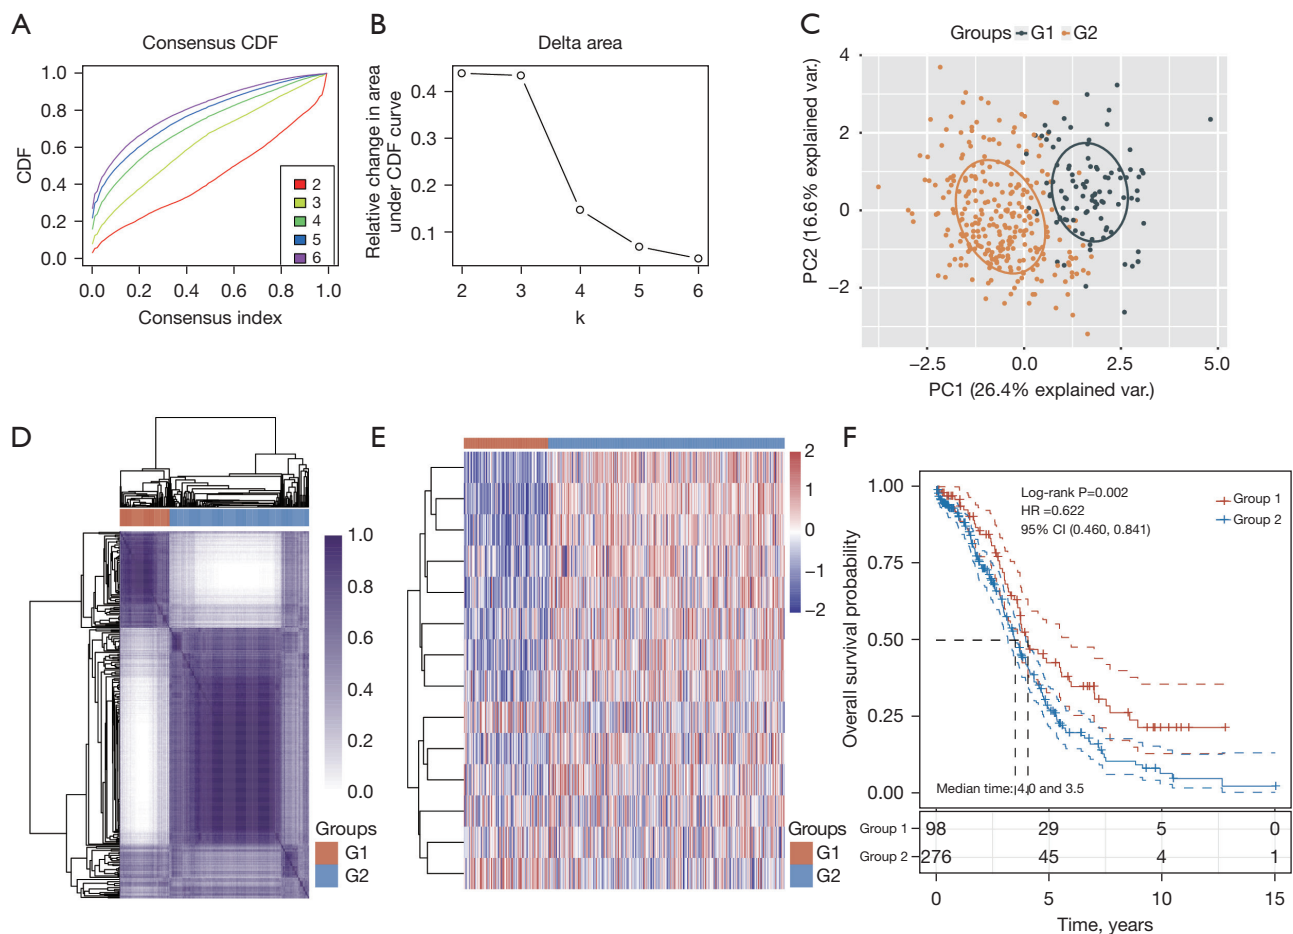 A
Consensus CDF
CDF
1.0
0.8
0.6
0.4
0.2
0.0
2
3
4
5
6
0.0 0.2 0.4 0.6 0.8 1.0
Consensus index
B
Delta area
Relative change in area
under CDF curve
0.4
0.3
0.2
0.1
2 3 4 5 6
k
C
Groups G1 G2
PC2 (16.6% explained var.)
4
2
0
−2
−2.5 0.0 2.5 5.0
PC1 (26.4% explained var.)
D
1.0
0.8
0.6
0.4
0.2
0.0
Groups
G1
G2
E
2
1
0
−1
−2
Groups
G1
G2
F
Overall survival probability
1.00
0.75
0.50
0.25
0.00
Log-rank P=0.002
HR =0.622
95% CI (0.460, 0.841)
Group 1
Group 2
Median time: 4.0 and 3.5
Group 1 98 29 5 0
Group 2 276 45 4 1
0 5 10 15
Time, years